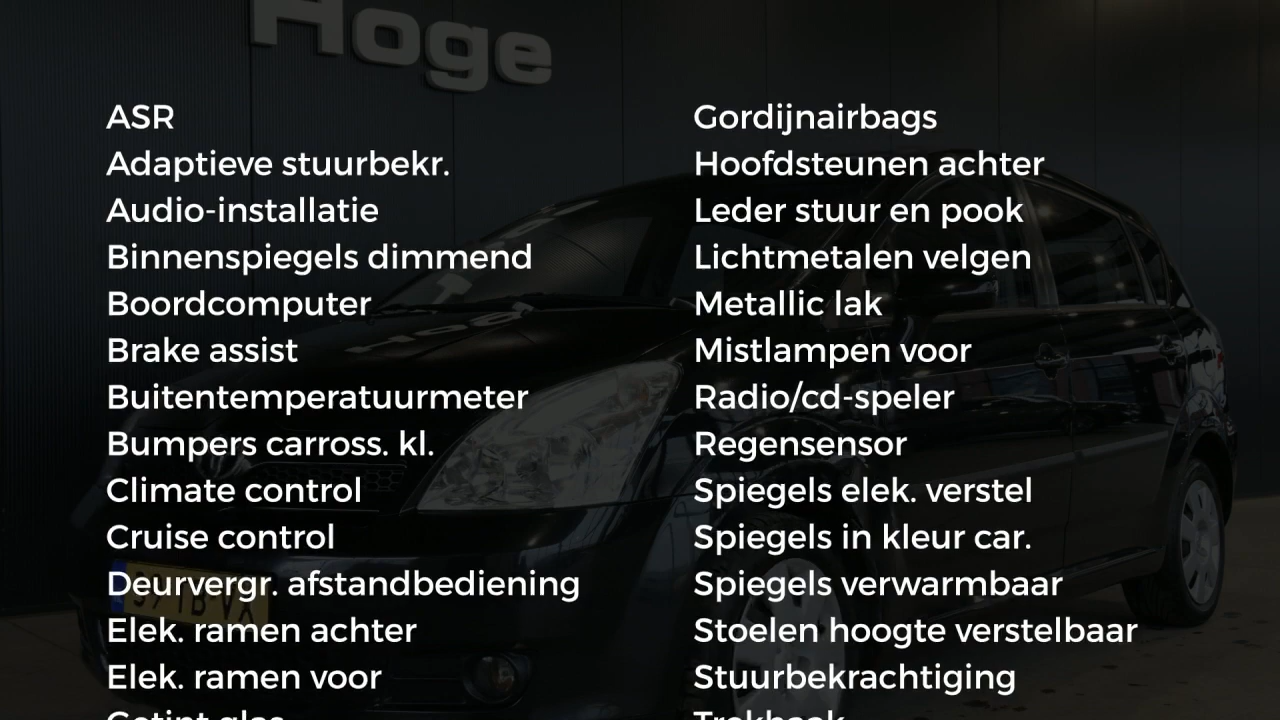 Hoge
ASR
Adaptieve stuurbekr.
Audio-installatie
Binnenspiegels dimmend
Boordcomputer
Brake assist
Buitentemperatuurmeter
Bumpers carross. kl.
Climate control
Cruise control
Deurvergr. afstandbediening
Elek. ramen achter
Elek. ramen voor
Getint glas
Gordijnairbags
Hoofdsteunen achter
Leder stuur en pook
Lichtmetalen velgen
Metallic lak
Mistlampen voor
Radio/cd-speler
Regensensor
Spiegels elek. verstel
Spiegels in kleur car.
Spiegels verwarmbaar
Stoelen hoogte verstelbaar
Stuurbekrachtiging
Trekhaak